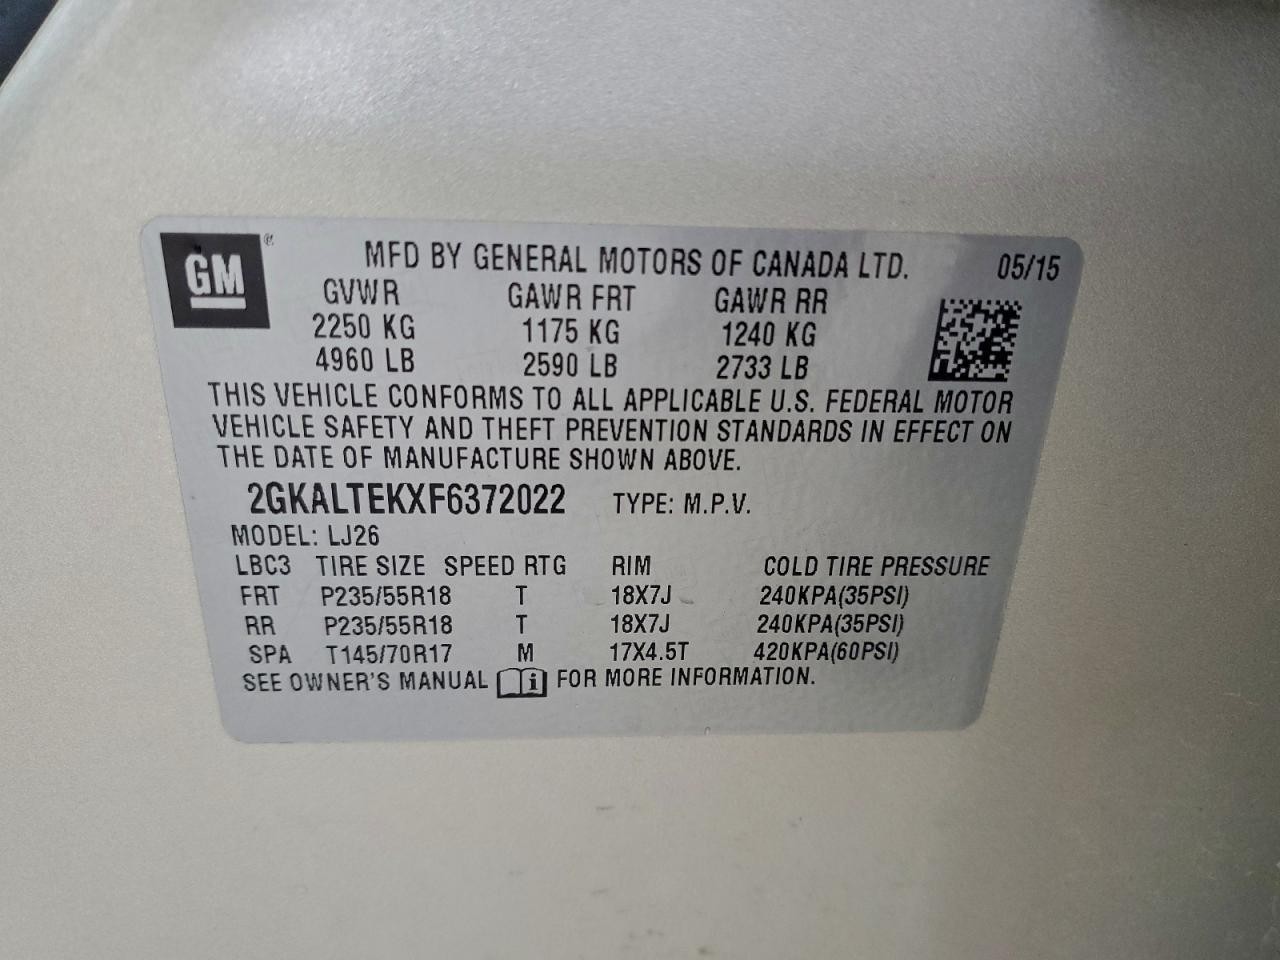 GM
MFD BY GENERAL MOTORS OF CANADA LTD. 05/15
GVWR GAWR FRT GAWR RR
2250 KG 1175 KG 1240 KG
4960 LB 2590 LB 2733 LB
THIS VEHICLE CONFORMS TO ALL APPLICABLE U.S. FEDERAL MOTOR
VEHICLE SAFETY AND THEFT PREVENTION STANDARDS IN EFFECT ON
THE DATE OF MANUFACTURE SHOWN ABOVE.
2GKALTEKXF6372022 TYPE: M.P.V.
MODEL: LJ26
LBC3 TIRE SIZE SPEED RTG RIM COLD TIRE PRESSURE
FRT P235/55R18 T 18X7J 240KPA(35PSI)
RR P235/55R18 T 18X7J 240KPA(35PSI)
SPA T145/70R17 M 17X4.5T 420KPA(60PSI)
SEE OWNER'S MANUAL i FOR MORE INFORMATION.